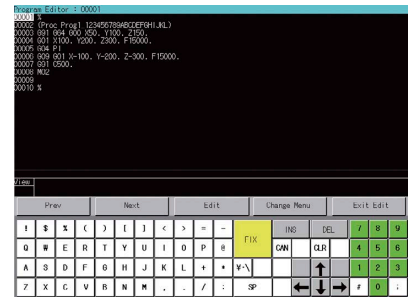 Program Editor : O0001
00001 %
00002 (Proc Prog1 123456789ABCDEFGHIJKL)
00003 G91 G64 G00 X50. Y100. Z150.
00004 G01 X100. Y200. Z300. F15000.
00005 G04 P1
00006 G09 G01 X-100. Y-200. Z-300. F15000.
00007 G91 C500.
00008 M02
00009
00010 %
View
Prev Next Edit Change Menu Exit Edit
! $ % ( ) [ ] < > = - FIX INS DEL 7 8 9
Q W E R T Y U I O P @ CAN CLR 4 5 6
A S D F G H J K L + * ¥·\ ↑ 1 2 3
Z X C V B N M , . / : SP ← ↓ → # 0 ;